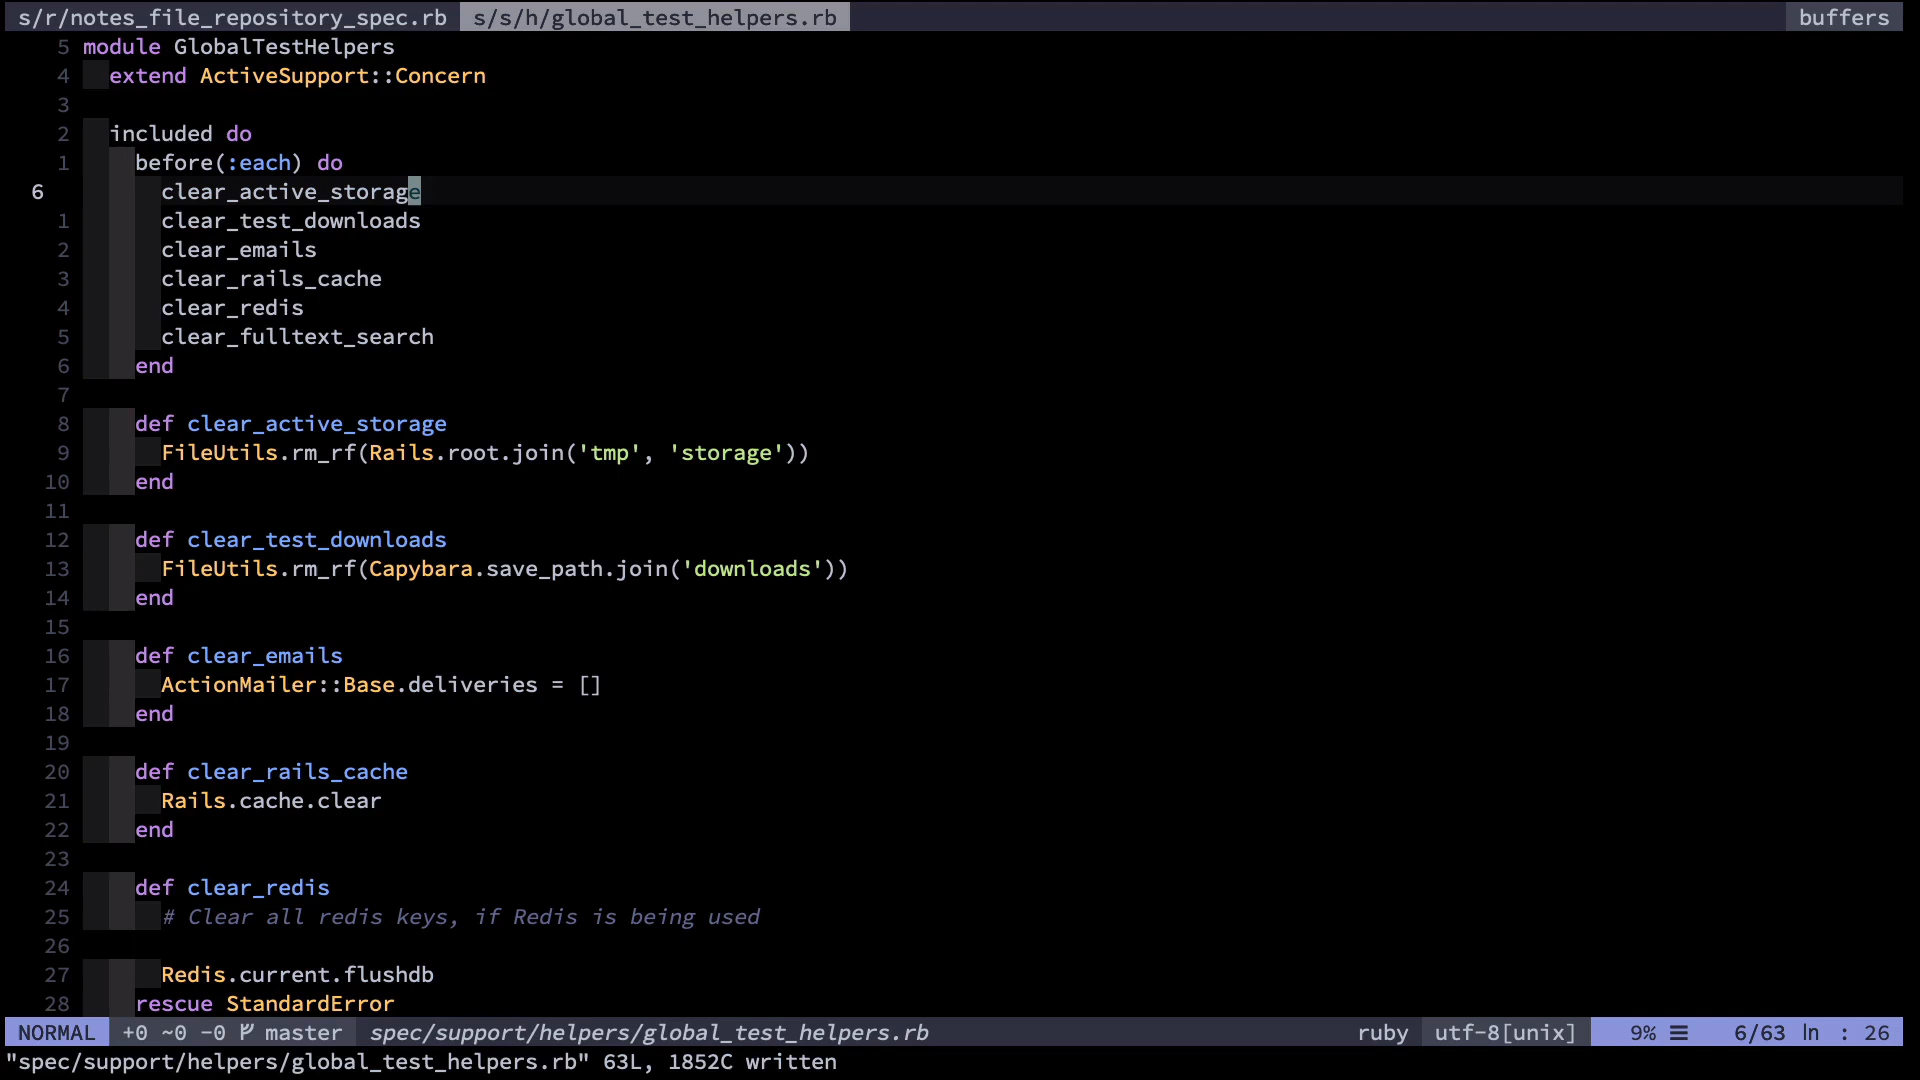 s/r/notes_file_repository_spec.rb s/s/h/global_test_helpers.rb buffers
5 module GlobalTestHelpers
4   extend ActiveSupport::Concern
3
2   included do
1     before(:each) do
6       clear_active_storage
1       clear_test_downloads
2       clear_emails
3       clear_rails_cache
4       clear_redis
5       clear_fulltext_search
6     end
7
8     def clear_active_storage
9       FileUtils.rm_rf(Rails.root.join('tmp', 'storage'))
10     end
11
12     def clear_test_downloads
13       FileUtils.rm_rf(Capybara.save_path.join('downloads'))
14     end
15
16     def clear_emails
17       ActionMailer::Base.deliveries = []
18     end
19
20     def clear_rails_cache
21       Rails.cache.clear
22     end
23
24     def clear_redis
25       # Clear all redis keys, if Redis is being used
26
27       Redis.current.flushdb
28     rescue StandardError
NORMAL +0 ~0 -0 master spec/support/helpers/global_test_helpers.rb ruby utf-8[unix] 9% ☰ 6/63 ln : 26
"spec/support/helpers/global_test_helpers.rb" 63L, 1852C written